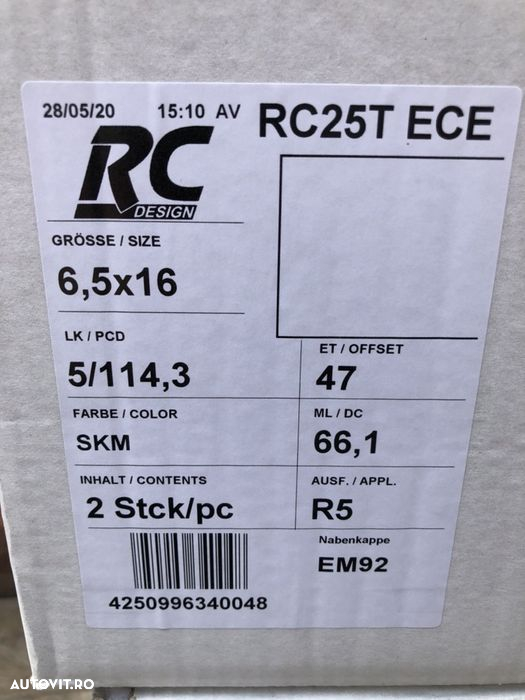 28/05/20 15:10 AV
RC25T ECE
RC
DESIGN
GRÖSSE / SIZE
6,5x16
LK / PCD
5/114,3
ET / OFFSET
47
FARBE / COLOR
SKM
ML / DC
66,1
INHALT / CONTENTS
2 Stck/pc
AUSF. / APPL.
R5
Nabenkappe
EM92
4250996340048
AUTOVIT.RO